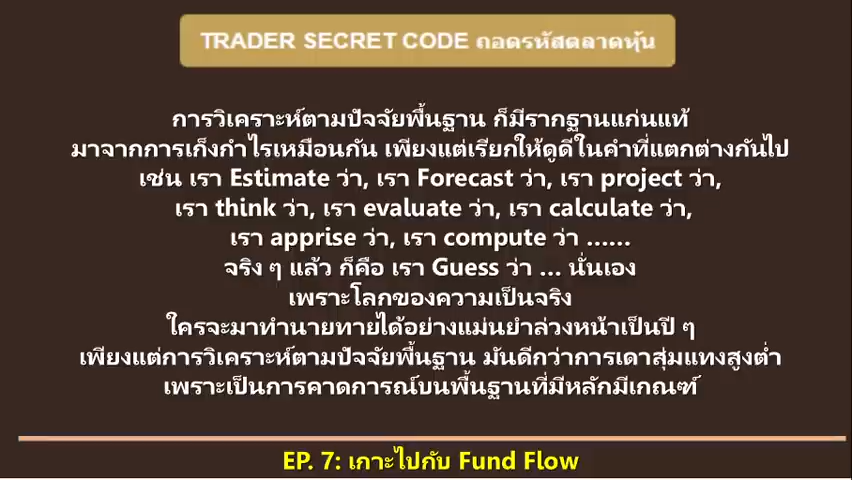 TRADER SECRET CODE ถอดรหัสตลาดหุ้น
การวิเคราะห์ตามปัจจัยพื้นฐาน ก็มีรากฐานแก่นแท้
มาจากการเก็งกำไรเหมือนกัน เพียงแต่เรียกให้ดูดีในคำที่แตกต่างกันไป
เช่น เรา Estimate ว่า, เรา Forecast ว่า, เรา project ว่า,
เรา think ว่า, เรา evaluate ว่า, เรา calculate ว่า,
เรา apprise ว่า, เรา compute ว่า ......
จริง ๆ แล้ว ก็คือ เรา Guess ว่า ... นั่นเอง
เพราะโลกของความเป็นจริง
ใครจะมาทำนายทายได้อย่างแม่นยำล่วงหน้าเป็นปี ๆ
เพียงแต่การวิเคราะห์ตามปัจจัยพื้นฐาน มันดีกว่าการเดาสุ่มแทงสูงต่ำ
เพราะเป็นการคาดการณ์บนพื้นฐานที่มีหลักมีเกณฑ์
EP. 7: เกาะไปกับ Fund Flow